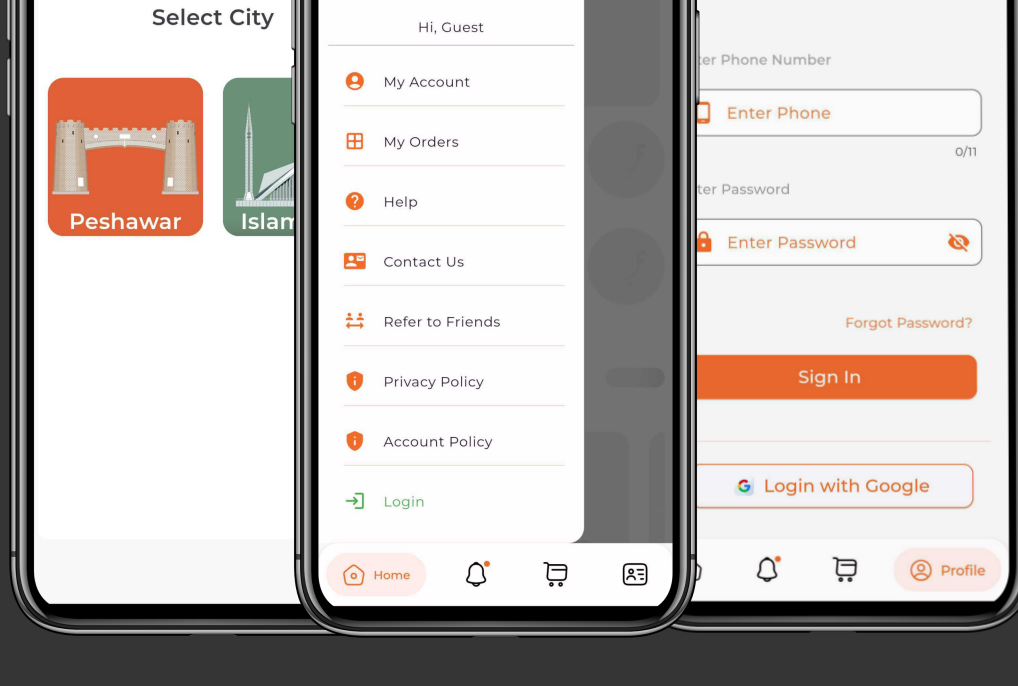 Select City
Peshawar
Islam
Hi, Guest
My Account
My Orders
Help
Contact Us
Refer to Friends
Privacy Policy
Account Policy
Login
Home
ter Phone Number
Enter Phone
0/11
ter Password
Enter Password
Forgot Password?
Sign In
G Login with Google
Profile